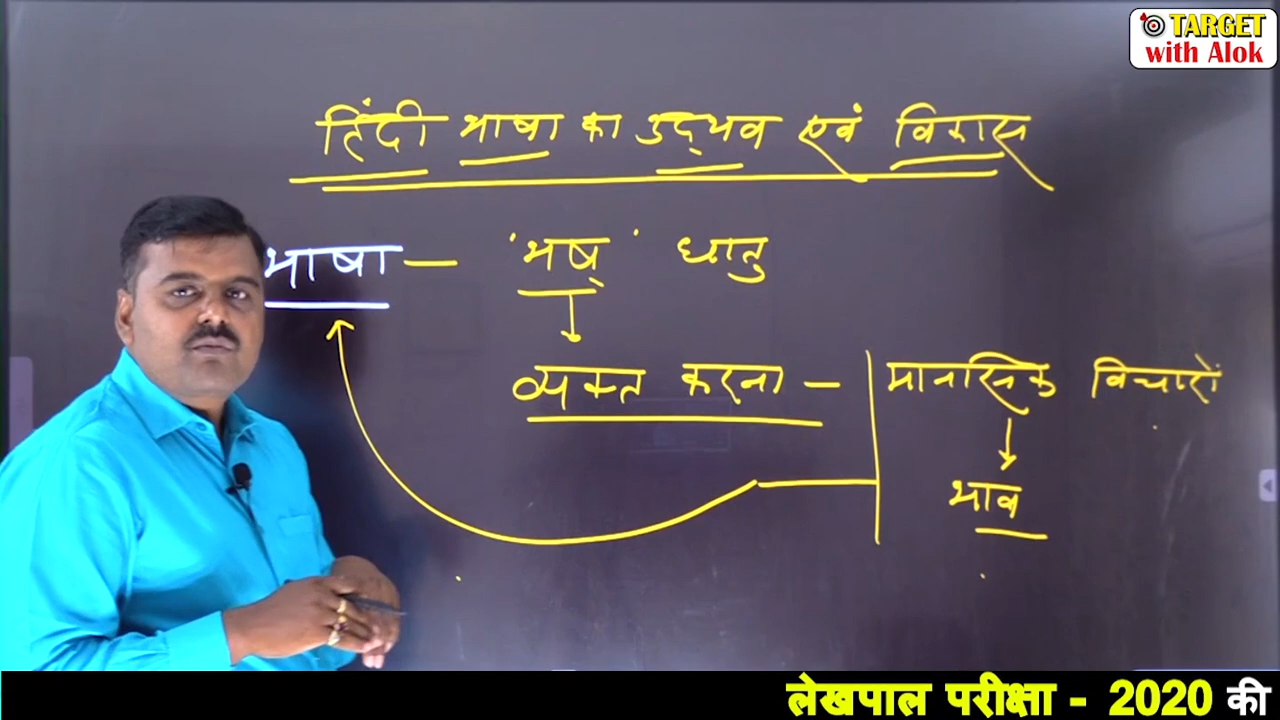 TARGET
with Alok
हिंदी भाषा का उद्भव एवं विकास
भाषा — 'भष्' धातु
व्यक्त करना — मानसिक विचारों
भाव
लेखपाल परीक्षा - 2020 की